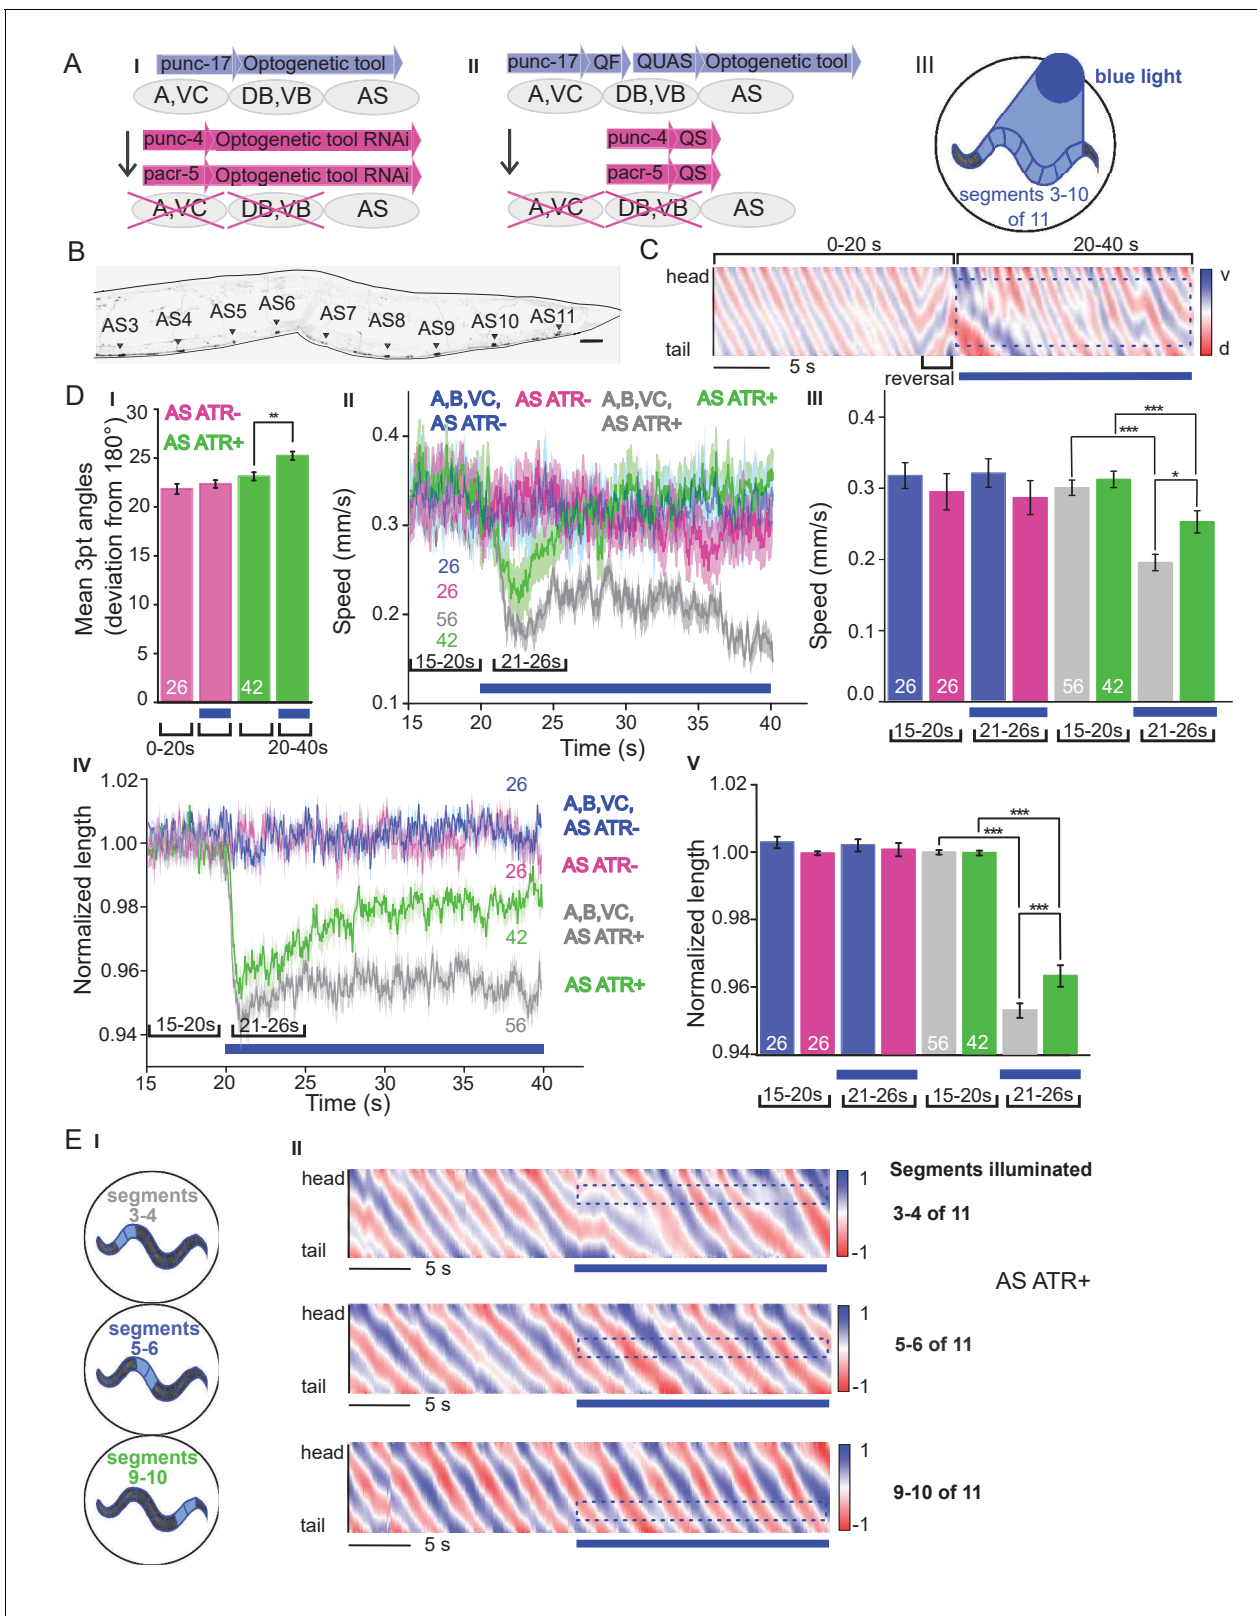 A
I
punc-17 Optogenetic tool
A,VC DB,VB AS
punc-4 Optogenetic tool RNAi
pacr-5 Optogenetic tool RNAi
A,VC DB,VB AS
II
punc-17 QF QUAS Optogenetic tool
A,VC DB,VB AS
punc-4 QS
pacr-5 QS
A,VC DB,VB AS
III
blue light
segments 3-10
of 11
B
AS3 AS4 AS5 AS6 AS7 AS8 AS9 AS10 AS11
C
0-20 s 20-40 s
head
tail
v
d
5 s
reversal
D
I
AS ATR-
AS ATR+
**
Mean 3pt angles
(deviation from 180°)
30
25
20
15
10
5
0
26 42
0-20s 20-40s
II
A,B,VC,
AS ATR-
AS ATR-
A,B,VC,
AS ATR+
AS ATR+
Speed (mm/s)
0.4
0.3
0.2
0.1
26
26
56
42
15-20s 21-26s
15 20 25 30 35 40
Time (s)
III
Speed (mm/s)
0.4
0.3
0.2
0.1
0.0
***
***
*
26 26 56 42
15-20s 21-26s 15-20s 21-26s
IV
Normalized length
1.02
1.00
0.98
0.96
0.94
26
A,B,VC,
AS ATR-
26
AS ATR-
A,B,VC,
AS ATR+
42
AS ATR+
56
15-20s 21-26s
15 20 25 30 35 40
Time (s)
V
Normalized length
1.02
1.00
0.98
0.96
0.94
***
***
***
26 26 56 42
15-20s 21-26s 15-20s 21-26s
E
I
segments
3-4
segments
5-6
segments
9-10
II
head
tail
5 s
1
-1
Segments illuminated
3-4 of 11
AS ATR+
head
tail
5 s
1
-1
5-6 of 11
head
tail
5 s
1
-1
9-10 of 11